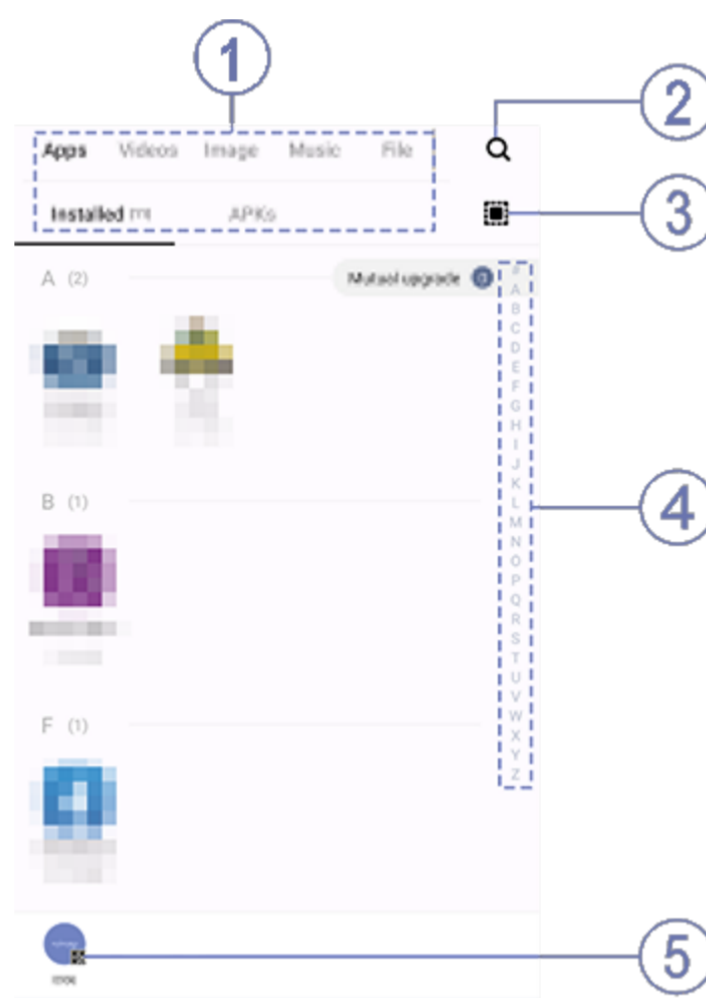 1
2
Apps Videos Image Music File
3
Installed APKs
A (2)
Mutual upgrade
#
A
B
C
D
E
F
G
H
I
J
K
L
M
N
O
P
Q
R
S
T
U
V
W
X
Y
Z
4
B (1)
F (1)
5